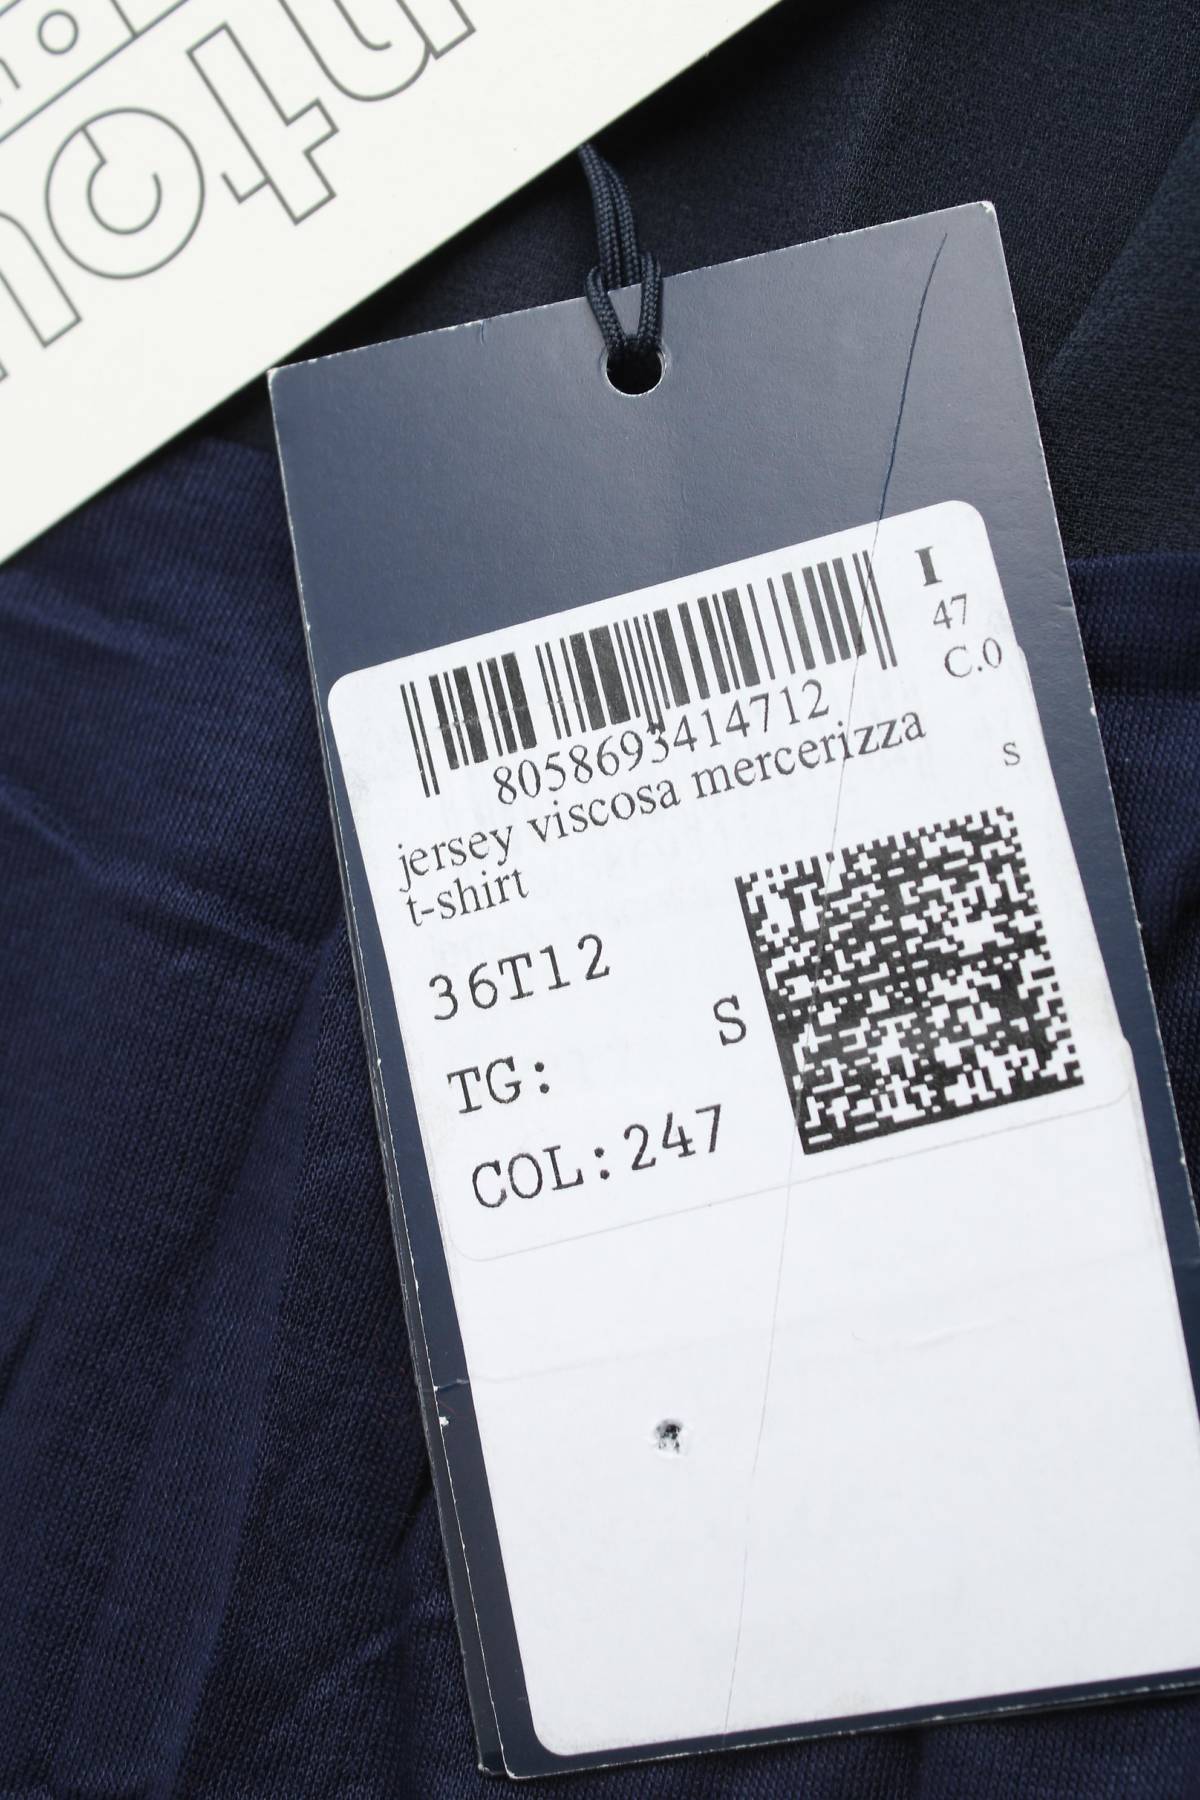 I
47
C.0
8058693414712
jersey viscosa mercerizza
s
t-shirt
36T12
TG: S
COL:247